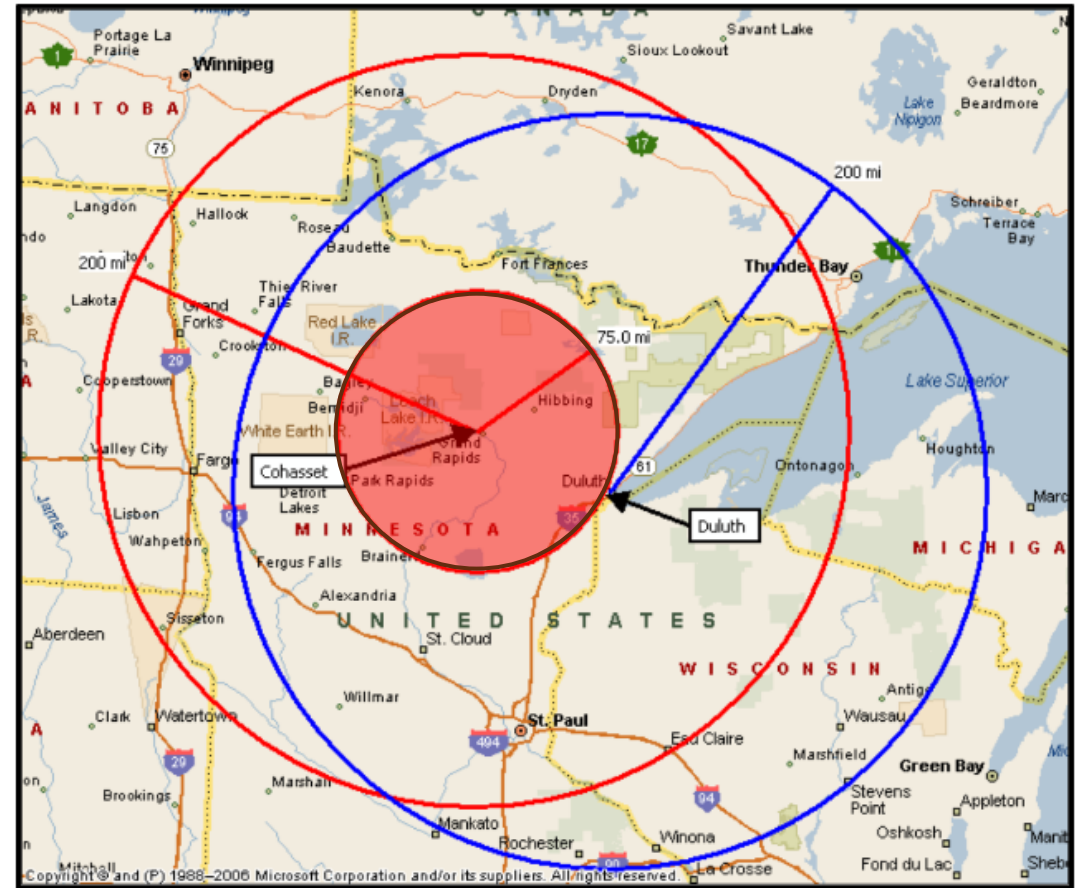 CANADA
Winnipeg
Portage La
Prairie
1
Winnipeg
Savant Lake
Sioux Lookout
Kenora
Dryden
Geraldton
Beardmore
Lake
Nipigon
MANITOBA
75
17
200 mi
Langdon
Hallock
Roseau
Baudette
Schreiber
Terrace
Bay
200 mi
Fort Frances
Thunder Bay
Thief River
Falls
Lakota
Grand
Forks
Red Lake
I.R.
75.0 mi
Crookston
29
Cooperstown
Bagley
Bemidji
Leech
Lake I.R.
Hibbing
Lake Superior
White Earth I.R.
Grand
Rapids
Valley City
Fargo
Cohasset
Park Rapids
Duluth
61
Ontonagon
Houghton
Detroit
Lakes
James
Lisbon
94
MINNESOTA
35
Duluth
Wahpeton
Brainerd
Fergus Falls
MICHIGA
Alexandria
Sisseton
UNITED STATES
Aberdeen
St. Cloud
WISCONSIN
Willmar
Antigo
Clark
Watertown
St. Paul
Wausau
494
Eau Claire
Marshfield
29
Green Bay
Marshall
94
Stevens
Point
Brookings
Appleton
Mankato
Oshkosh
Rochester
Winona
90
Mitchell
La Crosse
Fond du Lac
Sheb
Copyright © and (P) 1988–2006 Microsoft Corporation and/or its suppliers. All rights reserved.